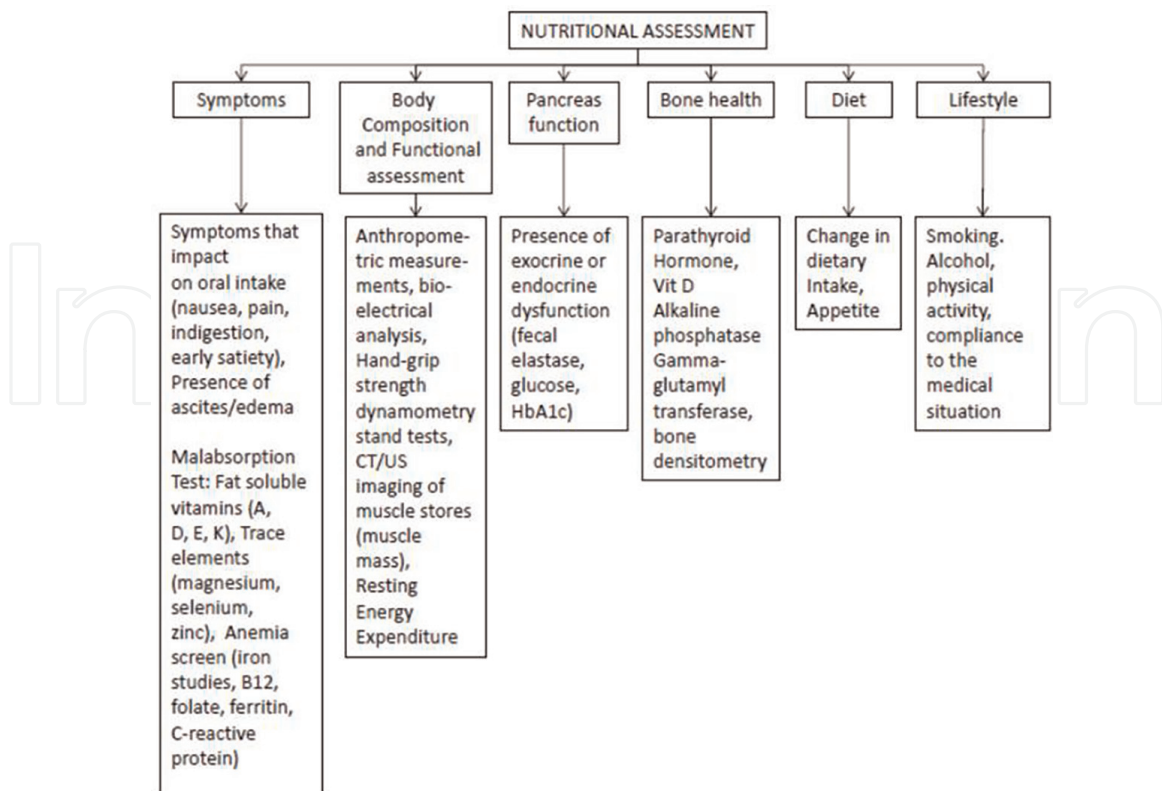 NUTRITIONAL ASSESSMENT
Symptoms
Body
Composition
and Functional
assessment
Pancreas
function
Bone health
Diet
Lifestyle
Symptoms that
impact
on oral intake
(nausea, pain,
indigestion,
early satiety),
Presence of
ascites/edema
Malabsorption
Test: Fat soluble
vitamins (A,
D, E, K), Trace
elements
(magnesium,
selenium,
zinc), Anemia
screen (iron
studies, B12,
folate, ferritin,
C-reactive
protein)
Anthropome-
tric measure-
ments, bio-
electrical
analysis,
Hand-grip
strength
dynamometry
stand tests,
CT/US
imaging of
muscle stores
(muscle
mass),
Resting
Energy
Expenditure
Presence of
exocrine or
endocrine
dysfunction
(fecal
elastase,
glucose,
HbA1c)
Parathyroid
Hormone,
Vit D
Alkaline
phosphatase
Gamma-
glutamyl
transferase,
bone
densitometry
Change in
dietary
Intake,
Appetite
Smoking.
Alcohol,
physical
activity,
compliance
to the
medical
situation